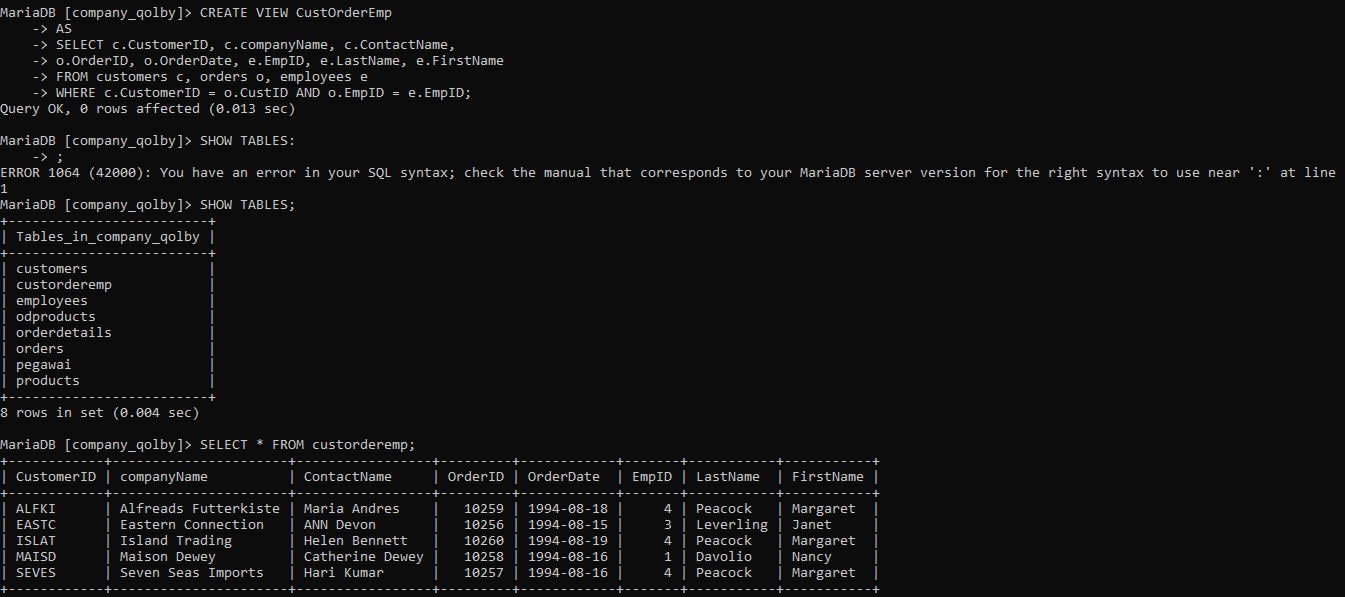 MariaDB [company_qolby]> CREATE VIEW CustOrderEmp
    -> AS
    -> SELECT c.CustomerID, c.companyName, c.ContactName,
    -> o.OrderID, o.OrderDate, e.EmpID, e.LastName, e.FirstName
    -> FROM customers c, orders o, employees e
    -> WHERE c.CustomerID = o.CustID AND o.EmpID = e.EmpID;
Query OK, 0 rows affected (0.013 sec)

MariaDB [company_qolby]> SHOW TABLES:
    -> ;
ERROR 1064 (42000): You have an error in your SQL syntax; check the manual that corresponds to your MariaDB server version for the right syntax to use near ':' at line
1
MariaDB [company_qolby]> SHOW TABLES;
+-------------------------+
| Tables_in_company_qolby |
+-------------------------+
| customers               |
| custorderemp            |
| employees               |
| odproducts              |
| orderdetails            |
| orders                  |
| pegawai                 |
| products                |
+-------------------------+
8 rows in set (0.004 sec)

MariaDB [company_qolby]> SELECT * FROM custorderemp;
+------------+----------------------+-----------------+---------+------------+-------+-----------+-----------+
| CustomerID | companyName          | ContactName     | OrderID | OrderDate  | EmpID | LastName  | FirstName |
+------------+----------------------+-----------------+---------+------------+-------+-----------+-----------+
| ALFKI      | Alfreads Futterkiste | Maria Andres    |   10259 | 1994-08-18 |     4 | Peacock   | Margaret  |
| EASTC      | Eastern Connection   | ANN Devon       |   10256 | 1994-08-15 |     3 | Leverling | Janet     |
| ISLAT      | Island Trading       | Helen Bennett   |   10260 | 1994-08-19 |     4 | Peacock   | Margaret  |
| MAISD      | Maison Dewey         | Catherine Dewey |   10258 | 1994-08-16 |     1 | Davolio   | Nancy     |
| SEVES      | Seven Seas Imports   | Hari Kumar      |   10257 | 1994-08-16 |     4 | Peacock   | Margaret  |
+------------+----------------------+-----------------+---------+------------+-------+-----------+-----------+